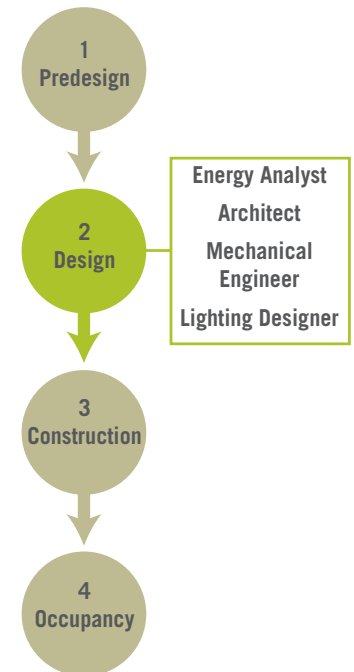 1
Predesign
2
Design
Energy Analyst
Architect
Mechanical
Engineer
Lighting Designer
3
Construction
4
Occupancy